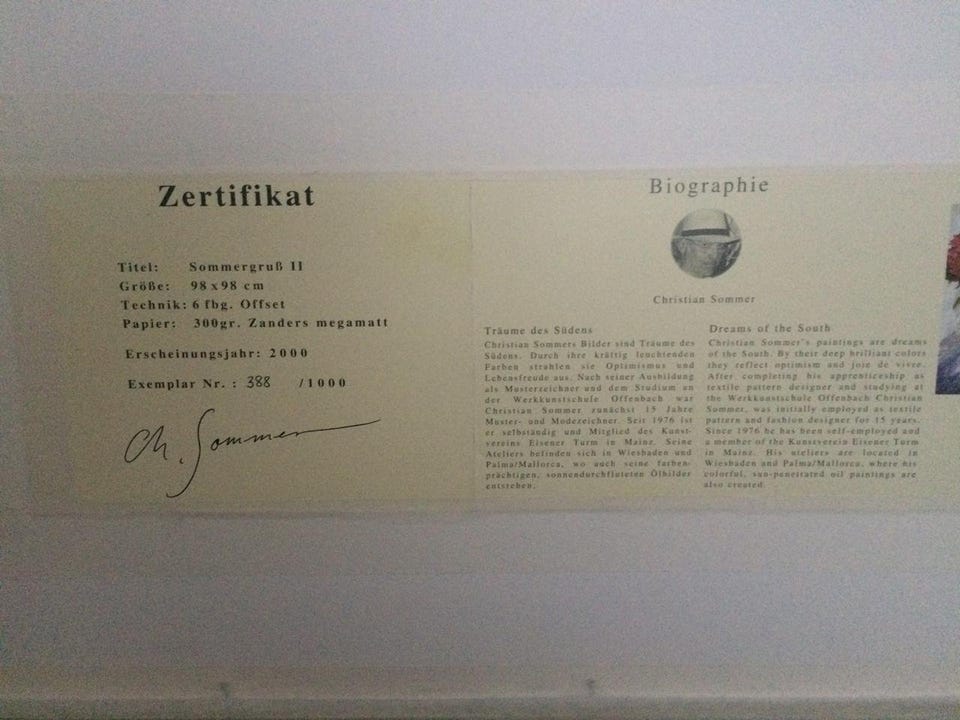 Zertifikat
Titel: Sommergruß II
Größe: 98 x 98 cm
Technik: 6 fbg. Offset
Papier: 300gr. Zanders megamatt
Erscheinungsjahr: 2000
Exemplar Nr. : 388 /1000
Ch. Sommer
Biographie
Christian Sommer
Träume des Südens
Christian Sommers Bilder sind Träume des
Südens. Durch ihre kräftig leuchtenden
Farben strahlen sie Optimismus und
Lebensfreude aus. Nach seiner Ausbildung
als Musterzeichner und dem Studium an
der Werkkunstschule Offenbach war
Christian Sommer zunächst 15 Jahre
Muster- und Modezeichner. Seit 1976 ist
er selbständig und Mitglied des Kunst-
vereins Eisener Turm in Mainz. Seine
Ateliers befinden sich in Wiesbaden und
Palma/Mallorca, wo auch seine farben-
prächtigen, sonnendurchfluteten Ölbilder
entstehen.
Dreams of the South
Christian Sommer's paintings are dreams
of the South. By their deep brilliant colors
they reflect optimism and joie de vivre.
After completing his apprenticeship as
textile pattern designer and studying at
the Werkkunstschule Offenbach Christian
Sommer, was initially employed as textile
pattern and fashion designer for 15 years.
Since 1976 he has been self-employed and
a member of the Kunstverein Eisener Turm
in Mainz. His ateliers are located in
Wiesbaden and Palma/Mallorca, where his
colorful, sun-penetrated oil paintings are
also created.